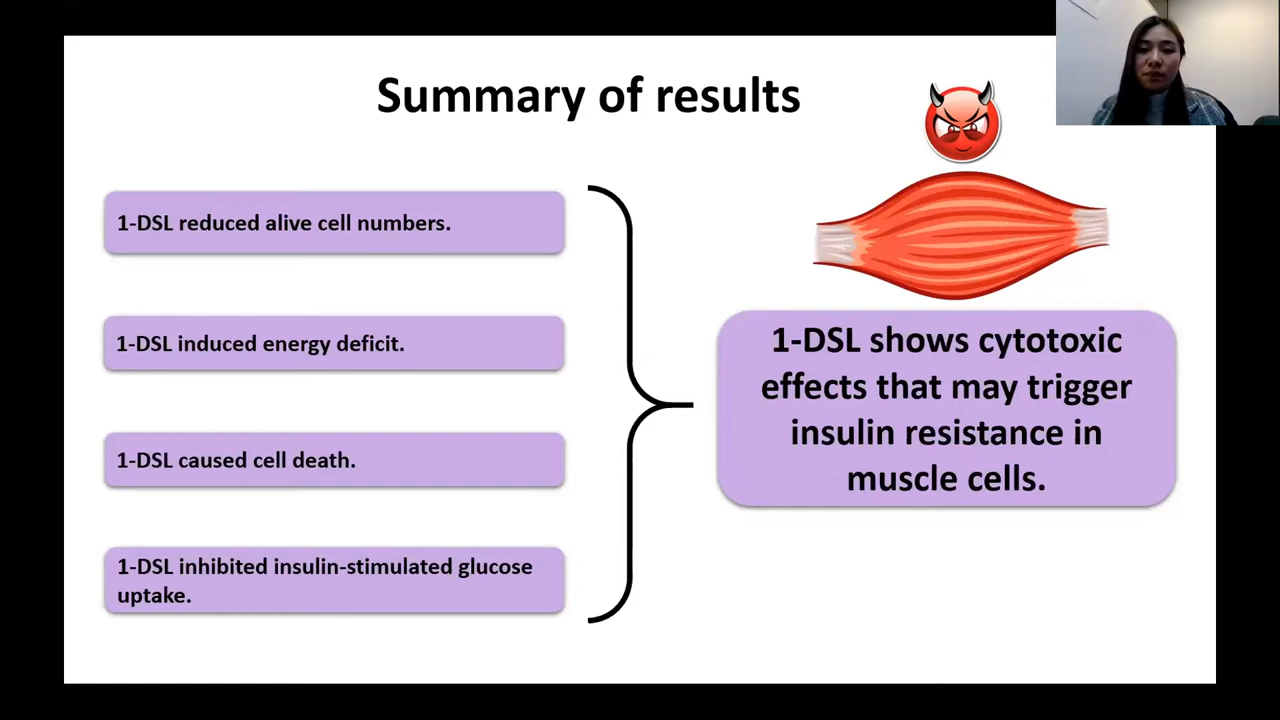 Summary of results
1-DSL reduced alive cell numbers.
1-DSL induced energy deficit.
1-DSL caused cell death.
1-DSL inhibited insulin-stimulated glucose
uptake.
1-DSL shows cytotoxic
effects that may trigger
insulin resistance in
muscle cells.